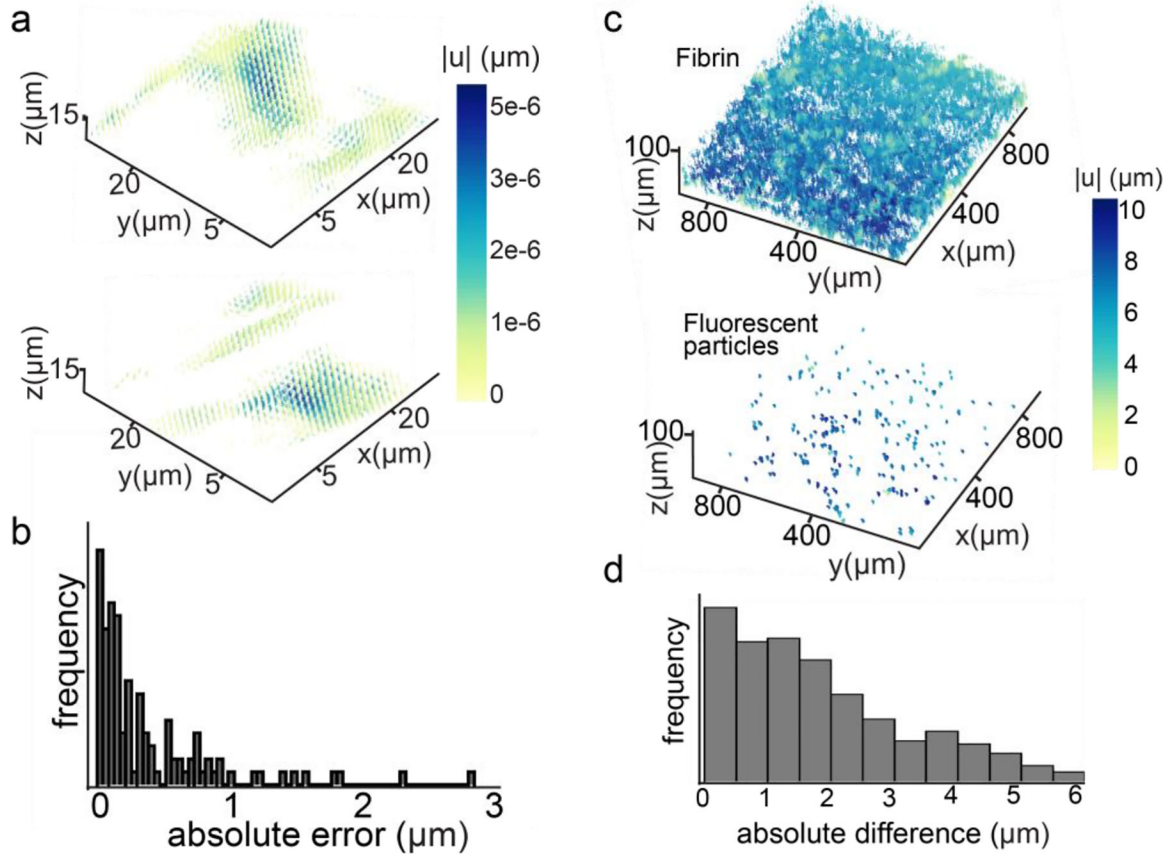 a
|u| (µm)
5e-6
3e-6
2e-6
1e-6
0
z(µm)
15
20
y(µm)
5
5
x(µm)
20
z(µm)
15
20
y(µm)
5
5
x(µm)
20
b
frequency
0
1
2
3
absolute error (µm)
c
Fibrin
100
z(µm)
800
400
y(µm)
x(µm)
400
800
|u| (µm)
10
8
6
4
2
0
Fluorescent
particles
100
z(µm)
800
400
y(µm)
x(µm)
400
800
d
frequency
0
1
2
3
4
5
6
absolute difference (µm)